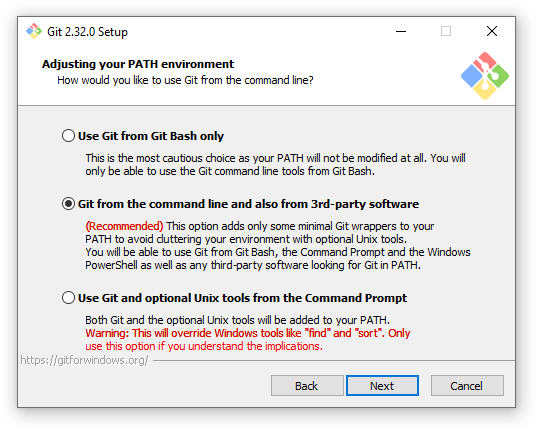 Git 2.32.0 Setup
Adjusting your PATH environment
How would you like to use Git from the command line?
Use Git from Git Bash only
This is the most cautious choice as your PATH will not be modified at all. You will
only be able to use the Git command line tools from Git Bash.
Git from the command line and also from 3rd-party software
(Recommended) This option adds only some minimal Git wrappers to your
PATH to avoid cluttering your environment with optional Unix tools.
You will be able to use Git from Git Bash, the Command Prompt and the Windows
PowerShell as well as any third-party software looking for Git in PATH.
Use Git and optional Unix tools from the Command Prompt
Both Git and the optional Unix tools will be added to your PATH.
Warning: This will override Windows tools like "find" and "sort". Only
use this option if you understand the implications.
https://gitforwindows.org/
Back Next Cancel